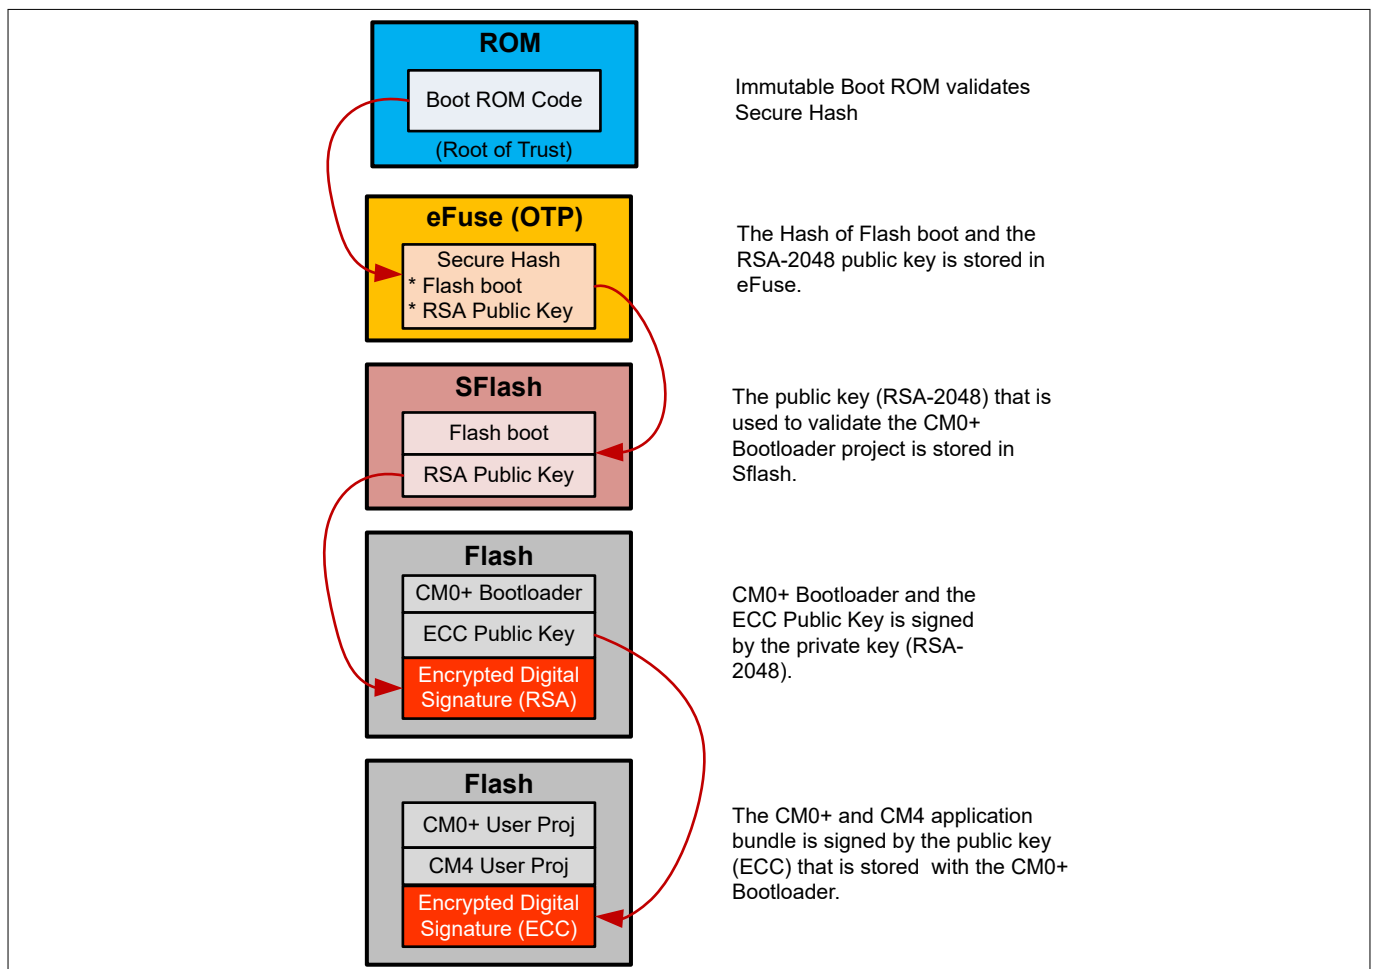 ROM
Boot ROM Code
(Root of Trust)
Immutable Boot ROM validates
Secure Hash
eFuse (OTP)
Secure Hash
* Flash boot
* RSA Public Key
The Hash of Flash boot and the
RSA-2048 public key is stored in
eFuse.
SFlash
Flash boot
RSA Public Key
The public key (RSA-2048) that is
used to validate the CM0+
Bootloader project is stored in
Sflash.
Flash
CM0+ Bootloader
ECC Public Key
Encrypted Digital
Signature (RSA)
CM0+ Bootloader and the
ECC Public Key is signed
by the private key (RSA-
2048).
Flash
CM0+ User Proj
CM4 User Proj
Encrypted Digital
Signature (ECC)
The CM0+ and CM4 application
bundle is signed by the public key
(ECC) that is stored  with the CM0+
Bootloader.